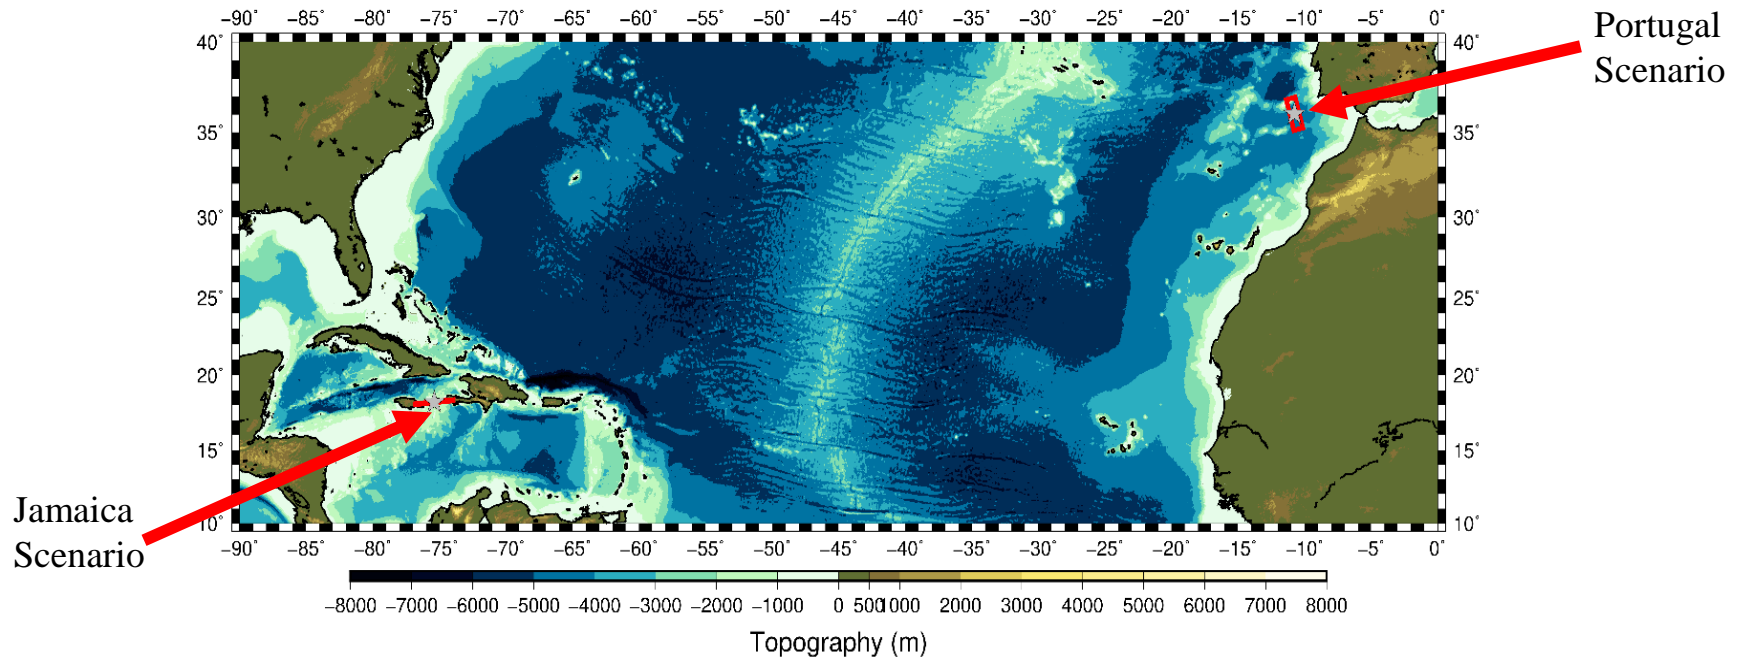 −90° −85° −80° −75° −70° −65° −60° −55° −50° −45° −40° −35° −30° −25° −20° −15° −10° −5° 0°
Portugal
Scenario
40° 40°
35° 35°
30° 30°
25° 25°
20° 20°
15° 15°
10° 10°
Jamaica
Scenario
−90° −85° −80° −75° −70° −65° −60° −55° −50° −45° −40° −35° −30° −25° −20° −15° −10° −5° 0°
−8000 −7000 −6000 −5000 −4000 −3000 −2000 −1000 0 500 1000 2000 3000 4000 5000 6000 7000 8000
Topography (m)